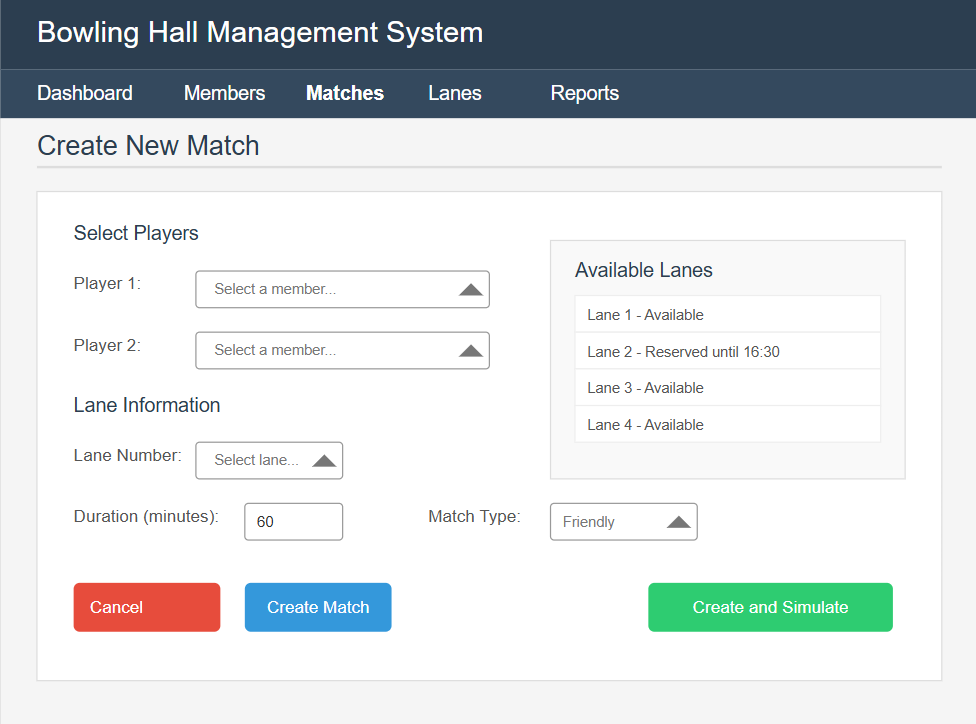 Bowling Hall Management System
Dashboard Members Matches Lanes Reports
Create New Match
Select Players
Player 1: Select a member...
Player 2: Select a member...
Lane Information
Lane Number: Select lane...
Duration (minutes): 60 Match Type: Friendly
Available Lanes
Lane 1 - Available
Lane 2 - Reserved until 16:30
Lane 3 - Available
Lane 4 - Available
Cancel Create Match Create and Simulate